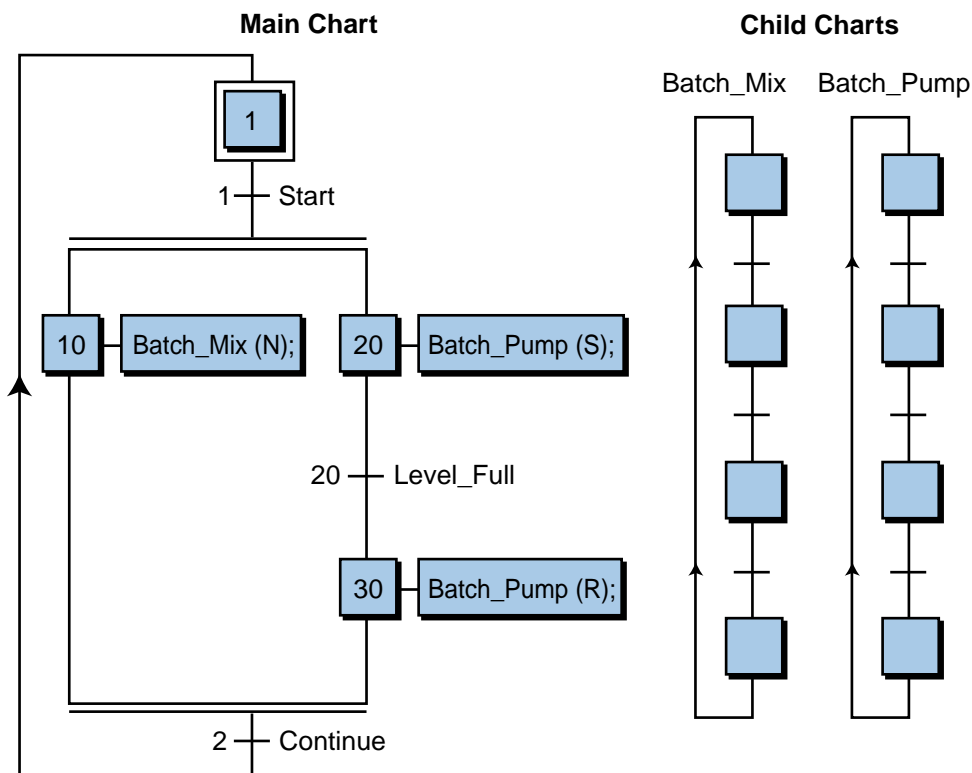 Main Chart
Child Charts
Batch_Mix
Batch_Pump
1
1 Start
10 Batch_Mix (N);
20 Batch_Pump (S);
20 Level_Full
30 Batch_Pump (R);
2 Continue